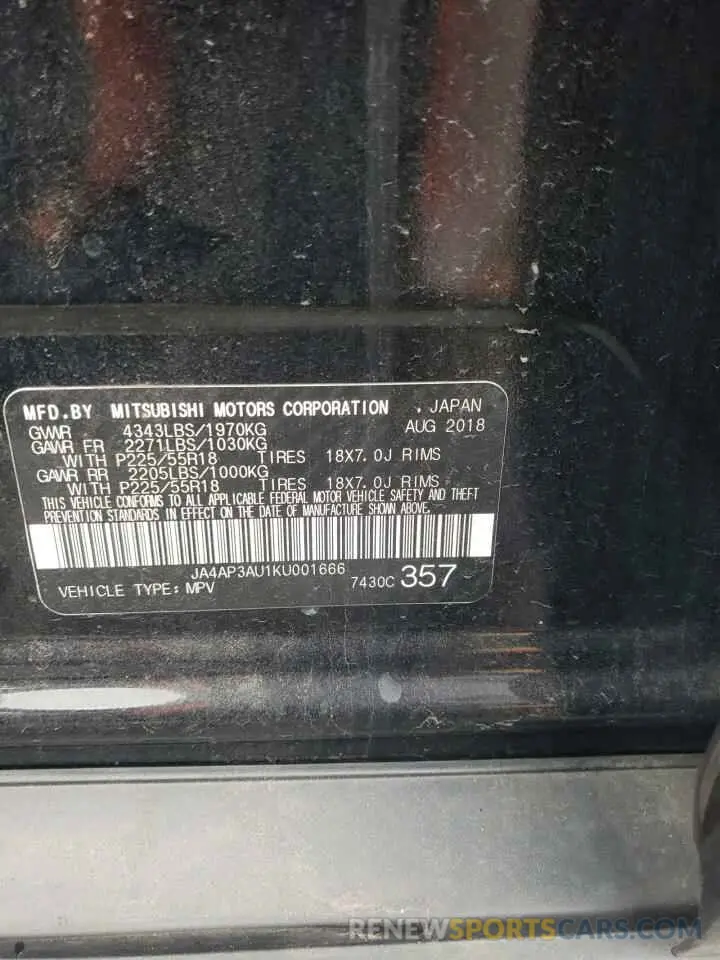 MFD.BY MITSUBISHI MOTORS CORPORATION , JAPAN
GVWR 4343LBS/1970KG AUG 2018
GAWR FR 2271LBS/1030KG
WITH P225/55R18 TIRES 18X7.0J RIMS
GAWR RR 2205LBS/1000KG
WITH P225/55R18 TIRES 18X7.0J RIMS
THIS VEHICLE CONFORMS TO ALL APPLICABLE FEDERAL MOTOR VEHICLE SAFETY AND THEFT
PREVENTION STANDARDS IN EFFECT ON THE DATE OF MANUFACTURE SHOWN ABOVE.
JA4AP3AU1KU001666
VEHICLE TYPE: MPV 7430C 357
RENEWSPORTSCARS.COM